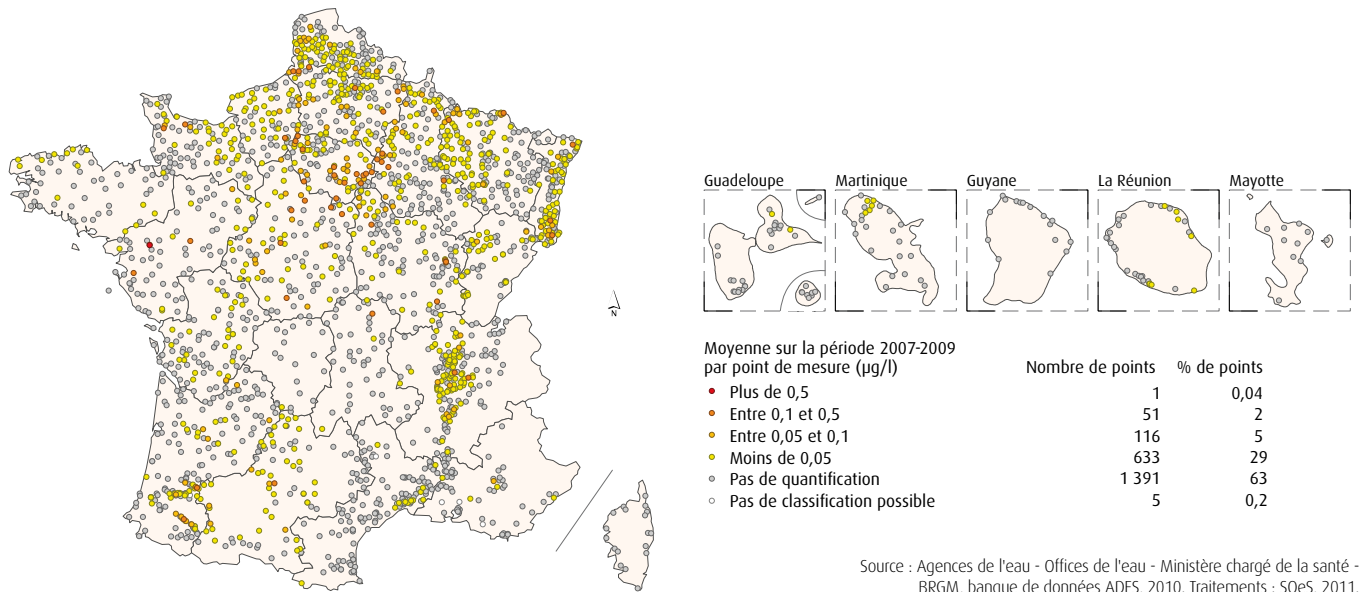 Guadeloupe Martinique Guyane La Réunion Mayotte
N
Moyenne sur la période 2007-2009
par point de mesure (µg/l) Nombre de points % de points
Plus de 0,5 1 0,04
Entre 0,1 et 0,5 51 2
Entre 0,05 et 0,1 116 5
Moins de 0,05 633 29
Pas de quantification 1 391 63
Pas de classification possible 5 0,2
Source : Agences de l'eau - Offices de l'eau - Ministère chargé de la santé -
BRGM, banque de données ADES, 2010. Traitements : SOeS, 2011.